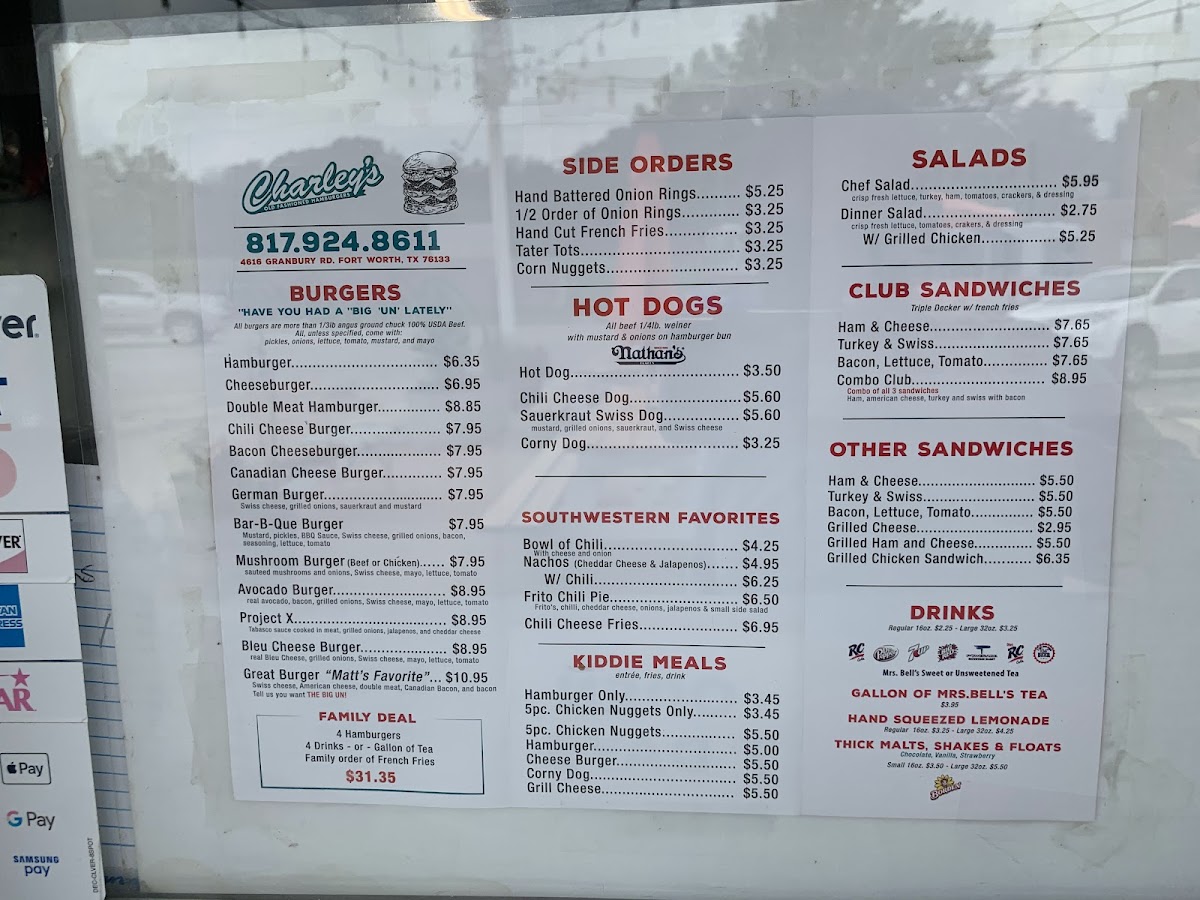 Charley's
OLD FASHIONED HAMBURGERS
817.924.8611
4616 GRANBURY RD. FORT WORTH, TX 76133
BURGERS
"HAVE YOU HAD A "BIG 'UN' LATELY"
All burgers are more than 1/3lb angus ground chuck 100% USDA Beef.
All, unless specified, come with:
pickles, onions, lettuce, tomato, mustard, and mayo
Hamburger................................... $6.35
Cheeseburger.............................. $6.95
Double Meat Hamburger.............. $8.85
Chili Cheese Burger.................... $7.95
Bacon Cheeseburger................... $7.95
Canadian Cheese Burger............. $7.95
German Burger........................... $7.95
Swiss cheese, grilled onions, sauerkraut and mustard
Bar-B-Que Burger $7.95
Mustard, pickles, BBQ Sauce, Swiss cheese, grilled onions, bacon,
seasoning, lettuce, tomato
Mushroom Burger (Beef or Chicken)...... $7.95
sauteed mushrooms and onions, Swiss cheese, mayo, lettuce, tomato
Avocado Burger.......................... $8.95
real avocado, bacon, grilled onions, Swiss cheese, mayo, lettuce, tomato
Project X.................................... $8.95
Tabasco sauce cooked in meat, grilled onions, jalapenos, and cheddar cheese
Bleu Cheese Burger.................... $8.95
real Bleu Cheese, grilled onions, Swiss cheese, mayo, lettuce, tomato
Great Burger "Matt's Favorite"... $10.95
Swiss cheese, American cheese, double meat, Canadian Bacon, and bacon
Tell us you want THE BIG UN!
FAMILY DEAL
4 Hamburgers
4 Drinks - or - Gallon of Tea
Family order of French Fries
$31.35
SIDE ORDERS
Hand Battered Onion Rings......... $5.25
1/2 Order of Onion Rings............ $3.25
Hand Cut French Fries................ $3.25
Tater Tots.................................. $3.25
Corn Nuggets............................. $3.25
HOT DOGS
All beef 1/4lb. weiner
with mustard & onions on hamburger bun
Nathan's
FAMOUS
Hot Dog..................................... $3.50
Chili Cheese Dog........................$5.60
Sauerkraut Swiss Dog................ $5.60
mustard, grilled onions, sauerkraut, and Swiss cheese
Corny Dog................................. $3.25
SOUTHWESTERN FAVORITES
Bowl of Chili.............................. $4.25
With cheese and onion
Nachos (Cheddar Cheese & Jalapenos)....... $4.95
W/ Chili............................... $6.25
Frito Chili Pie............................. $6.50
Frito's, chilli, cheddar cheese, onions, jalapenos & small side salad
Chili Cheese Fries...................... $6.95
KIDDIE MEALS
entrée, fries, drink
Hamburger Only......................... $3.45
5pc. Chicken Nuggets Only......... $3.45
5pc. Chicken Nuggets................. $5.50
Hamburger................................. $5.00
Cheese Burger........................... $5.50
Corny Dog................................. $5.50
Grill Cheese............................... $5.50
SALADS
Chef Salad................................. $5.95
crisp fresh lettuce, turkey, ham, tomatoes, crackers, & dressing
Dinner Salad.............................. $2.75
crisp fresh lettuce, tomatoes, crakers, & dressing
W/ Grilled Chicken................. $5.25
CLUB SANDWICHES
Triple Decker w/ french fries
Ham & Cheese........................... $7.65
Turkey & Swiss.......................... $7.65
Bacon, Lettuce, Tomato............... $7.65
Combo Club............................... $8.95
Combo of all 3 sandwiches
Ham, american cheese, turkey and swiss with bacon
OTHER SANDWICHES
Ham & Cheese........................... $5.50
Turkey & Swiss.......................... $5.50
Bacon, Lettuce, Tomato.............. $5.50
Grilled Cheese........................... $2.95
Grilled Ham and Cheese............. $5.50
Grilled Chicken Sandwich........... $6.35
DRINKS
Regular 16oz. $2.25 - Large 32oz. $3.25
RC
7up
RC
Mrs. Bell's Sweet or Unsweetened Tea
GALLON OF MRS.BELL'S TEA
$3.95
HAND SQUEEZED LEMONADE
Regular 16oz. $3.25 - Large 32oz. $4.25
THICK MALTS, SHAKES & FLOATS
Chocolate, Vanilla, Strawberry
Small 16oz. $3.50 - Large 32oz. $5.50
BORDEN
er.
VER
AN
RESS
AR
Pay
G Pay
SAMSUNG
pay